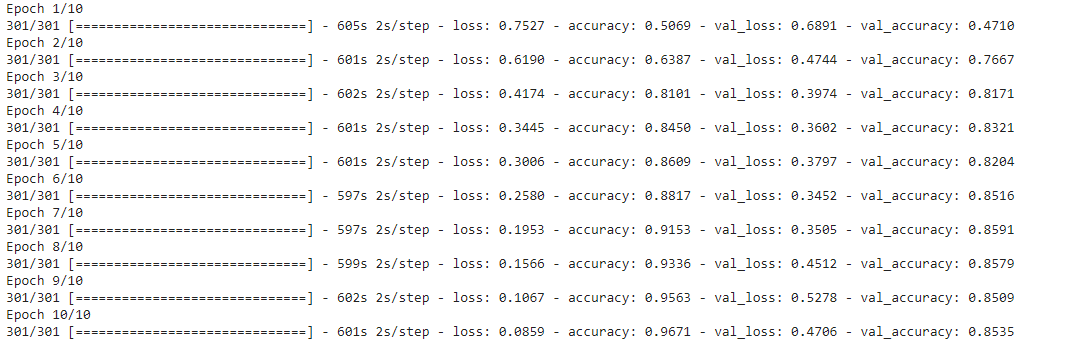 Epoch 1/10
301/301 [==============================] - 605s 2s/step - loss: 0.7527 - accuracy: 0.5069 - val_loss: 0.6891 - val_accuracy: 0.4710
Epoch 2/10
301/301 [==============================] - 601s 2s/step - loss: 0.6190 - accuracy: 0.6387 - val_loss: 0.4744 - val_accuracy: 0.7667
Epoch 3/10
301/301 [==============================] - 602s 2s/step - loss: 0.4174 - accuracy: 0.8101 - val_loss: 0.3974 - val_accuracy: 0.8171
Epoch 4/10
301/301 [==============================] - 601s 2s/step - loss: 0.3445 - accuracy: 0.8450 - val_loss: 0.3602 - val_accuracy: 0.8321
Epoch 5/10
301/301 [==============================] - 601s 2s/step - loss: 0.3006 - accuracy: 0.8609 - val_loss: 0.3797 - val_accuracy: 0.8204
Epoch 6/10
301/301 [==============================] - 597s 2s/step - loss: 0.2580 - accuracy: 0.8817 - val_loss: 0.3452 - val_accuracy: 0.8516
Epoch 7/10
301/301 [==============================] - 597s 2s/step - loss: 0.1953 - accuracy: 0.9153 - val_loss: 0.3505 - val_accuracy: 0.8591
Epoch 8/10
301/301 [==============================] - 599s 2s/step - loss: 0.1566 - accuracy: 0.9336 - val_loss: 0.4512 - val_accuracy: 0.8579
Epoch 9/10
301/301 [==============================] - 602s 2s/step - loss: 0.1067 - accuracy: 0.9563 - val_loss: 0.5278 - val_accuracy: 0.8509
Epoch 10/10
301/301 [==============================] - 601s 2s/step - loss: 0.0859 - accuracy: 0.9671 - val_loss: 0.4706 - val_accuracy: 0.8535